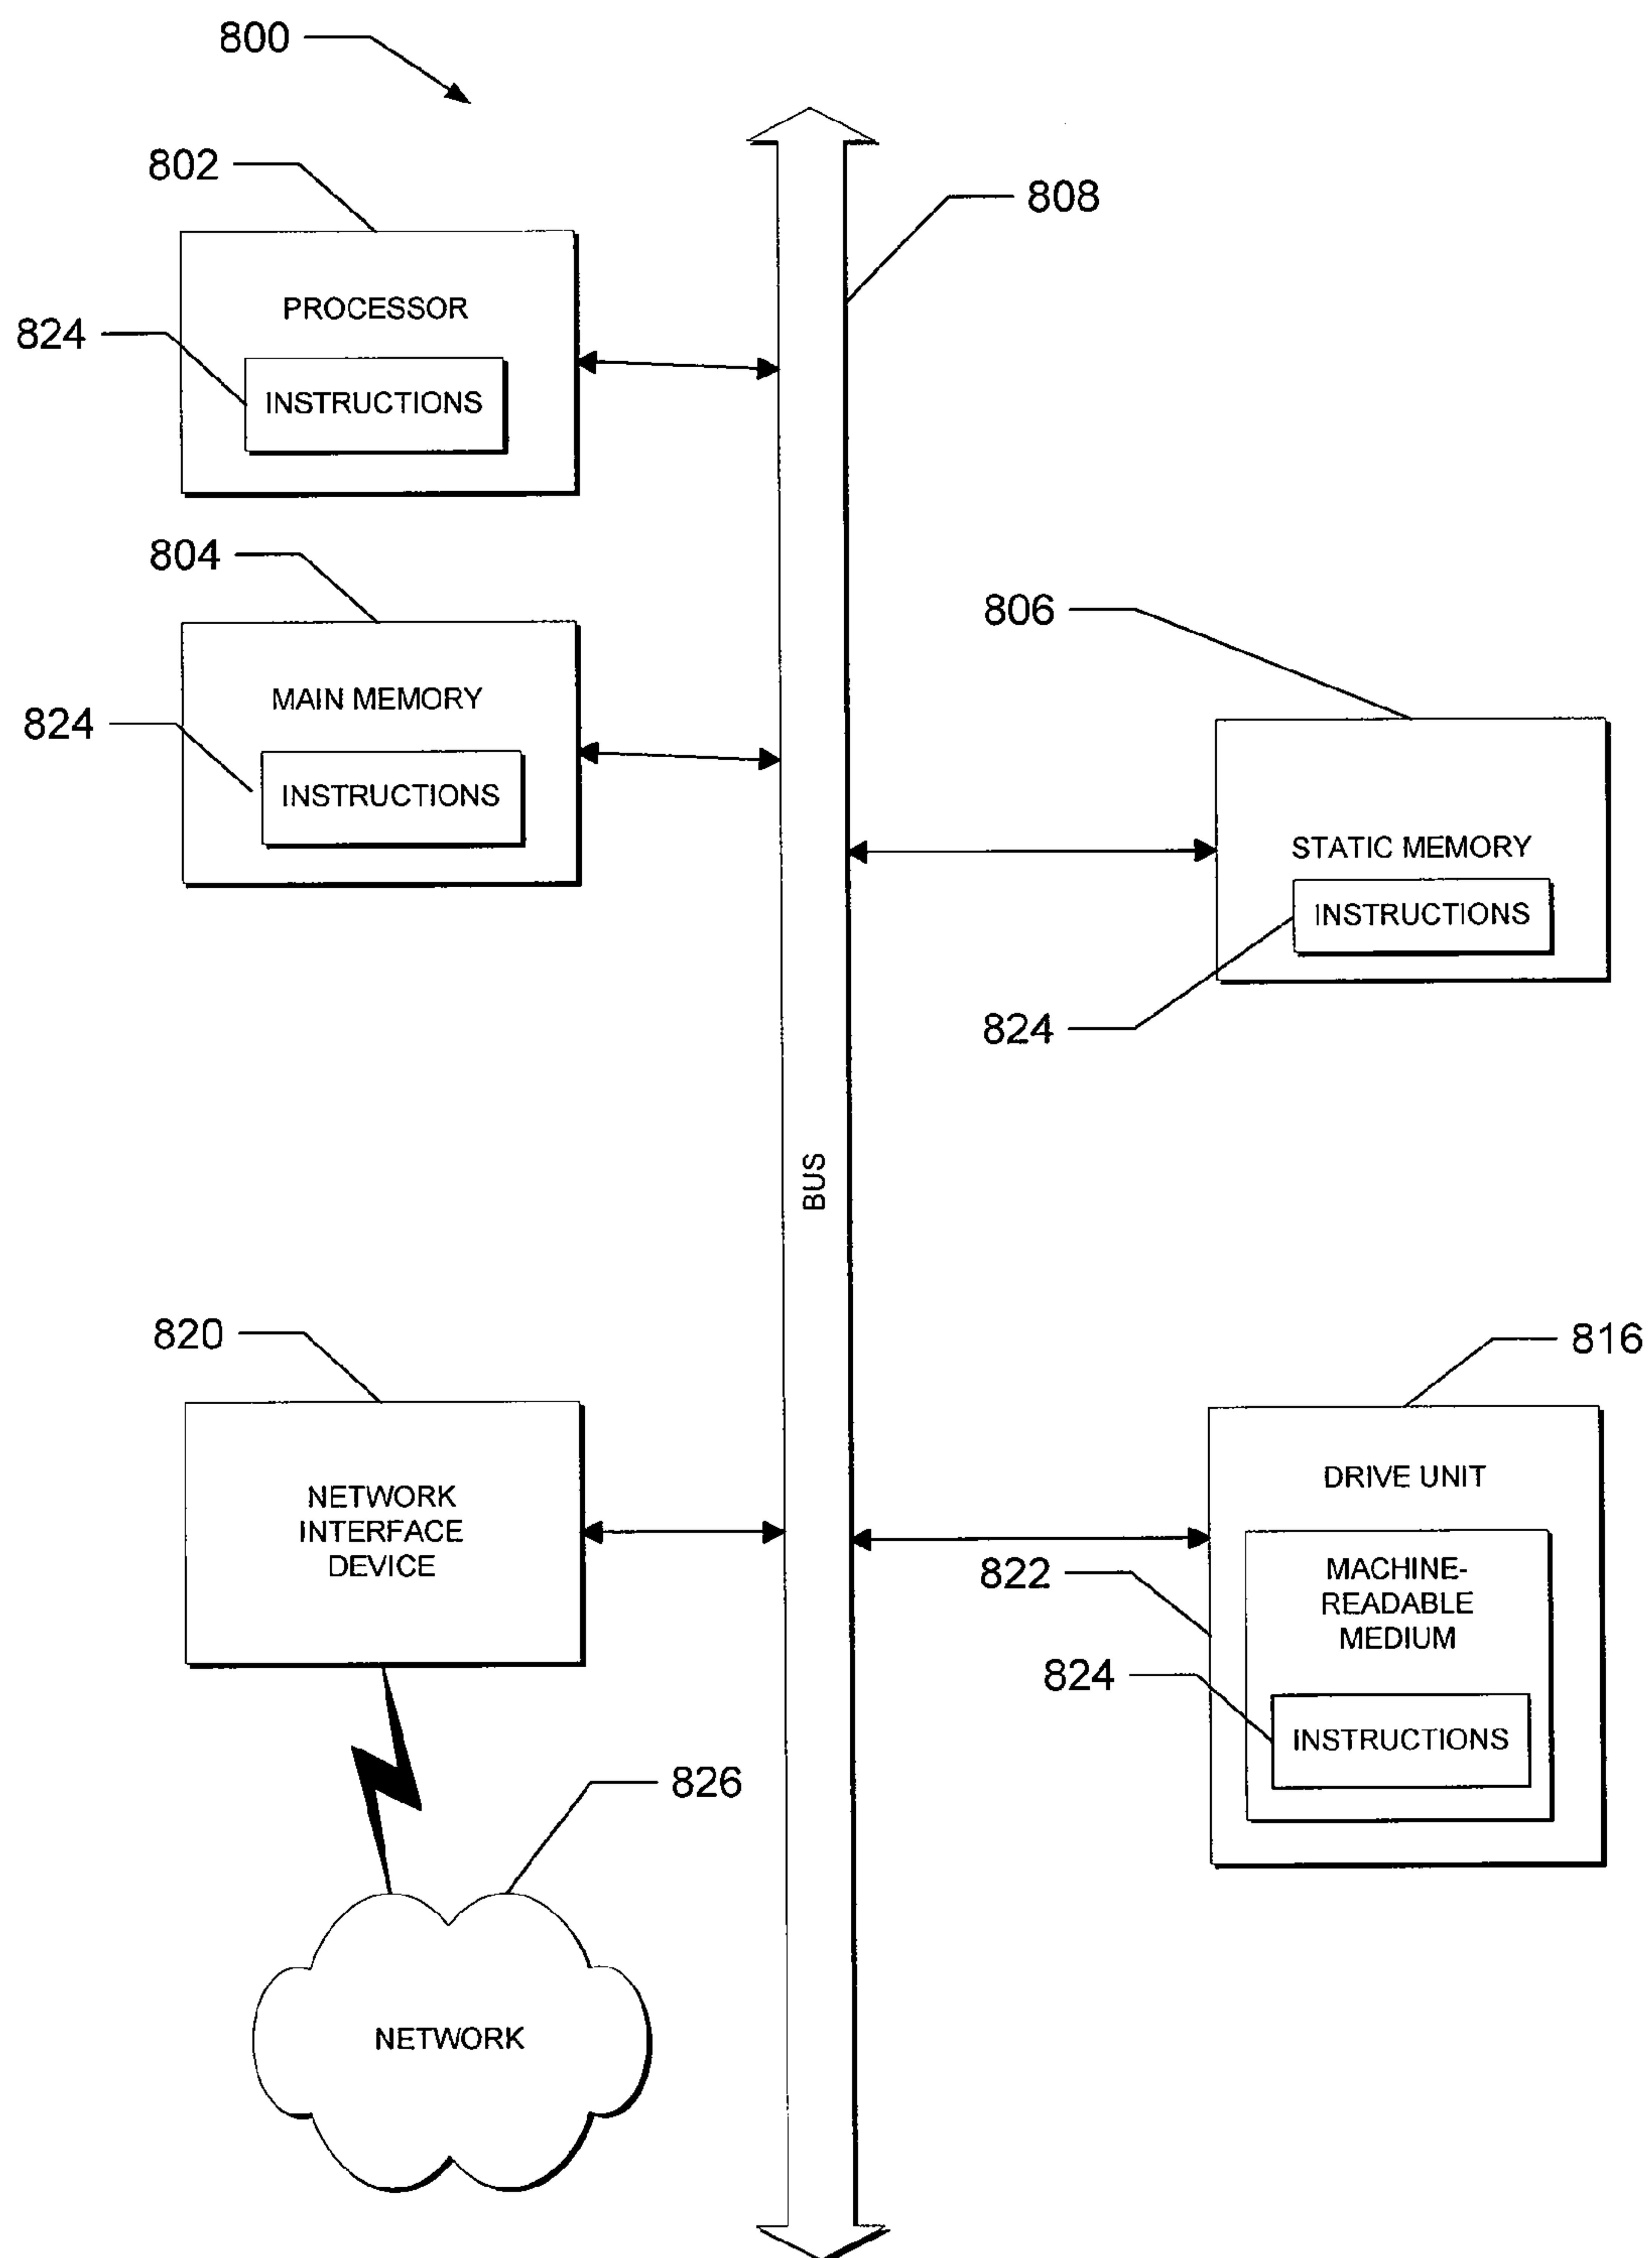 800
802
808
PROCESSOR
824
INSTRUCTIONS
804
806
MAIN MEMORY
824
INSTRUCTIONS
STATIC MEMORY
INSTRUCTIONS
824
BUS
820
816
DRIVE UNIT
NETWORK
INTERFACE
DEVICE
822
MACHINE-
READABLE
MEDIUM
824
INSTRUCTIONS
826
NETWORK